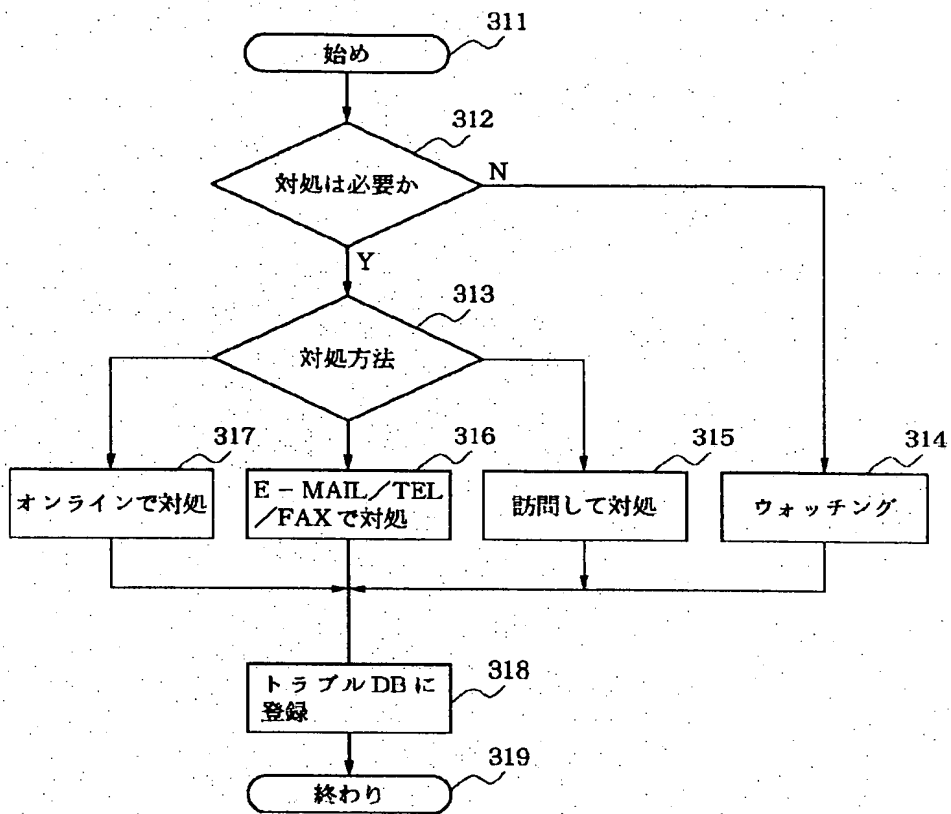 311
始め
312
対処は必要か
N
Y
313
対処方法
317
オンラインで対処
316
E-MAIL/TEL
/FAXで対処
315
訪問して対処
314
ウォッチング
318
トラブルDBに
登録
319
終わり